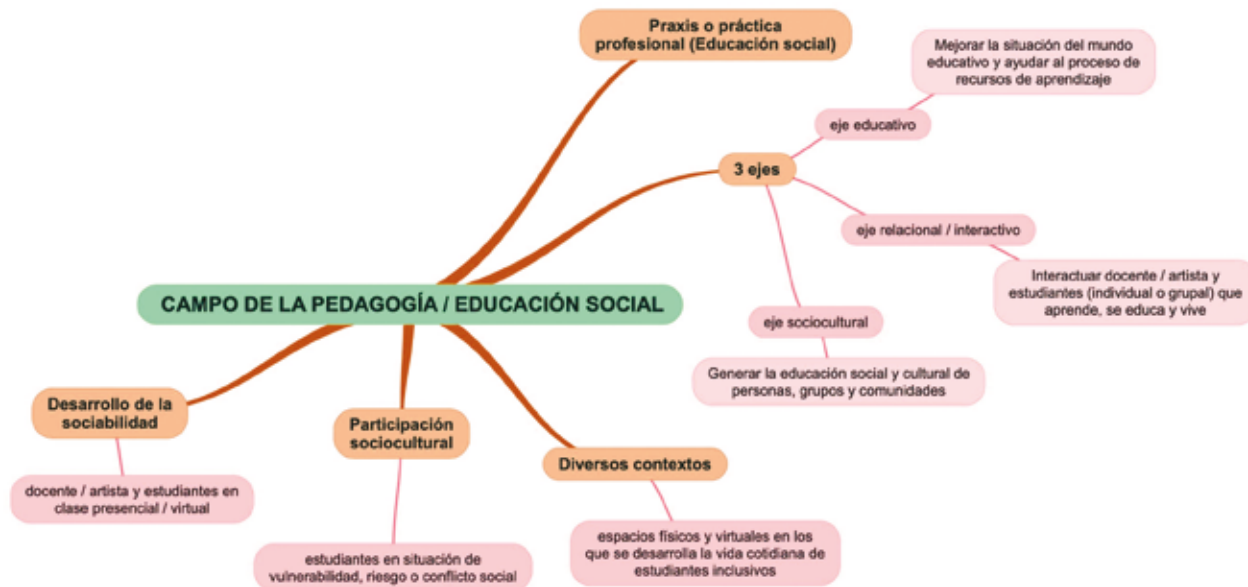 Praxis o práctica
profesional (Educación social)
Mejorar la situación del mundo
educativo y ayudar al proceso de
recursos de aprendizaje
eje educativo
3 ejes
eje relacional / interactivo
Interactuar docente / artista y
estudiantes (individual o grupal) que
aprende, se educa y vive
eje sociocultural
Generar la educación social y cultural de
personas, grupos y comunidades
CAMPO DE LA PEDAGOGÍA / EDUCACIÓN SOCIAL
Desarrollo de la
sociabilidad
docente / artista y estudiantes en
clase presencial / virtual
Participación
sociocultural
estudiantes en situación de
vulnerabilidad, riesgo o conflicto social
Diversos contextos
espacios físicos y virtuales en los
que se desarrolla la vida cotidiana de
estudiantes inclusivos